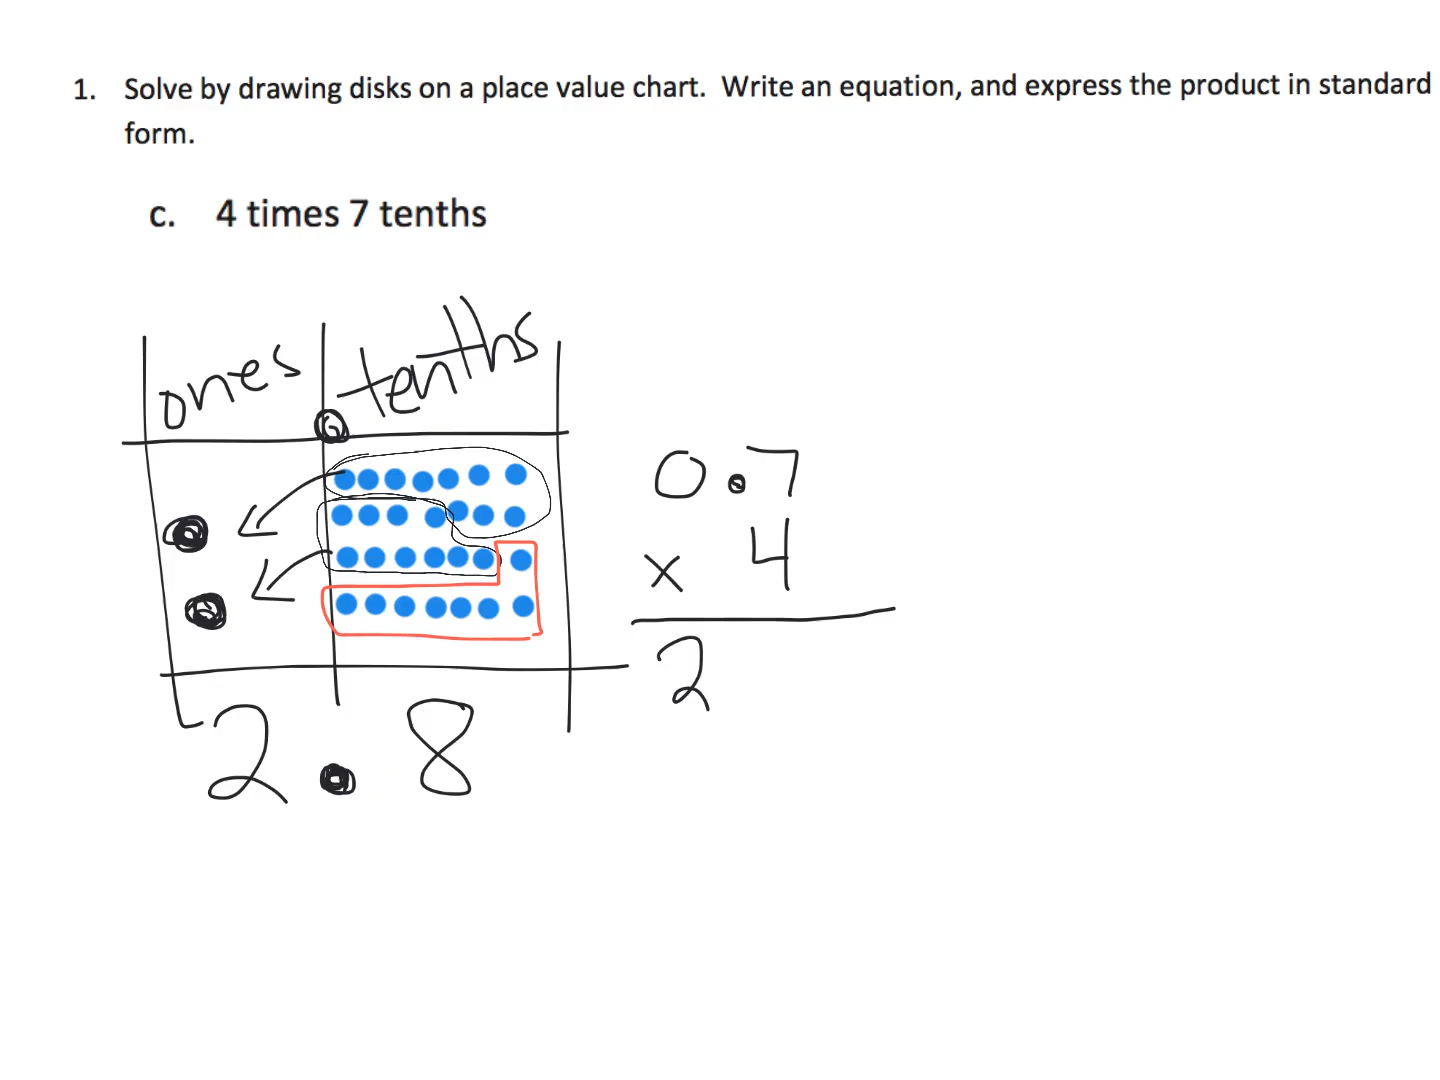 1. Solve by drawing disks on a place value chart. Write an equation, and express the product in standard
form.
c. 4 times 7 tenths
ones tenths
0.7
x 4
2
2.8